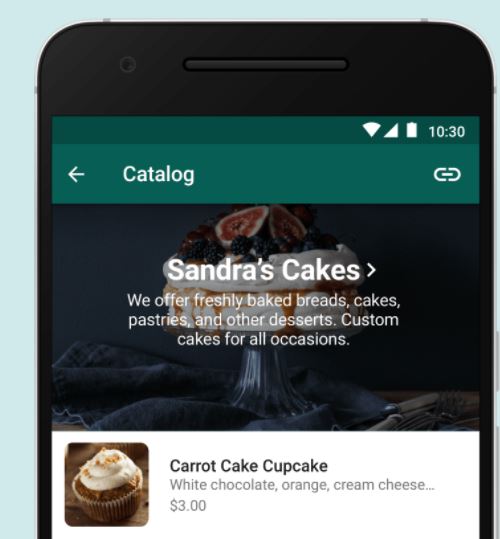 10:30
Catalog
Sandra's Cakes
We offer freshly baked breads, cakes,
pastries, and other desserts. Custom
cakes for all occasions.
Carrot Cake Cupcake
White chocolate, orange, cream cheese...
$3.00